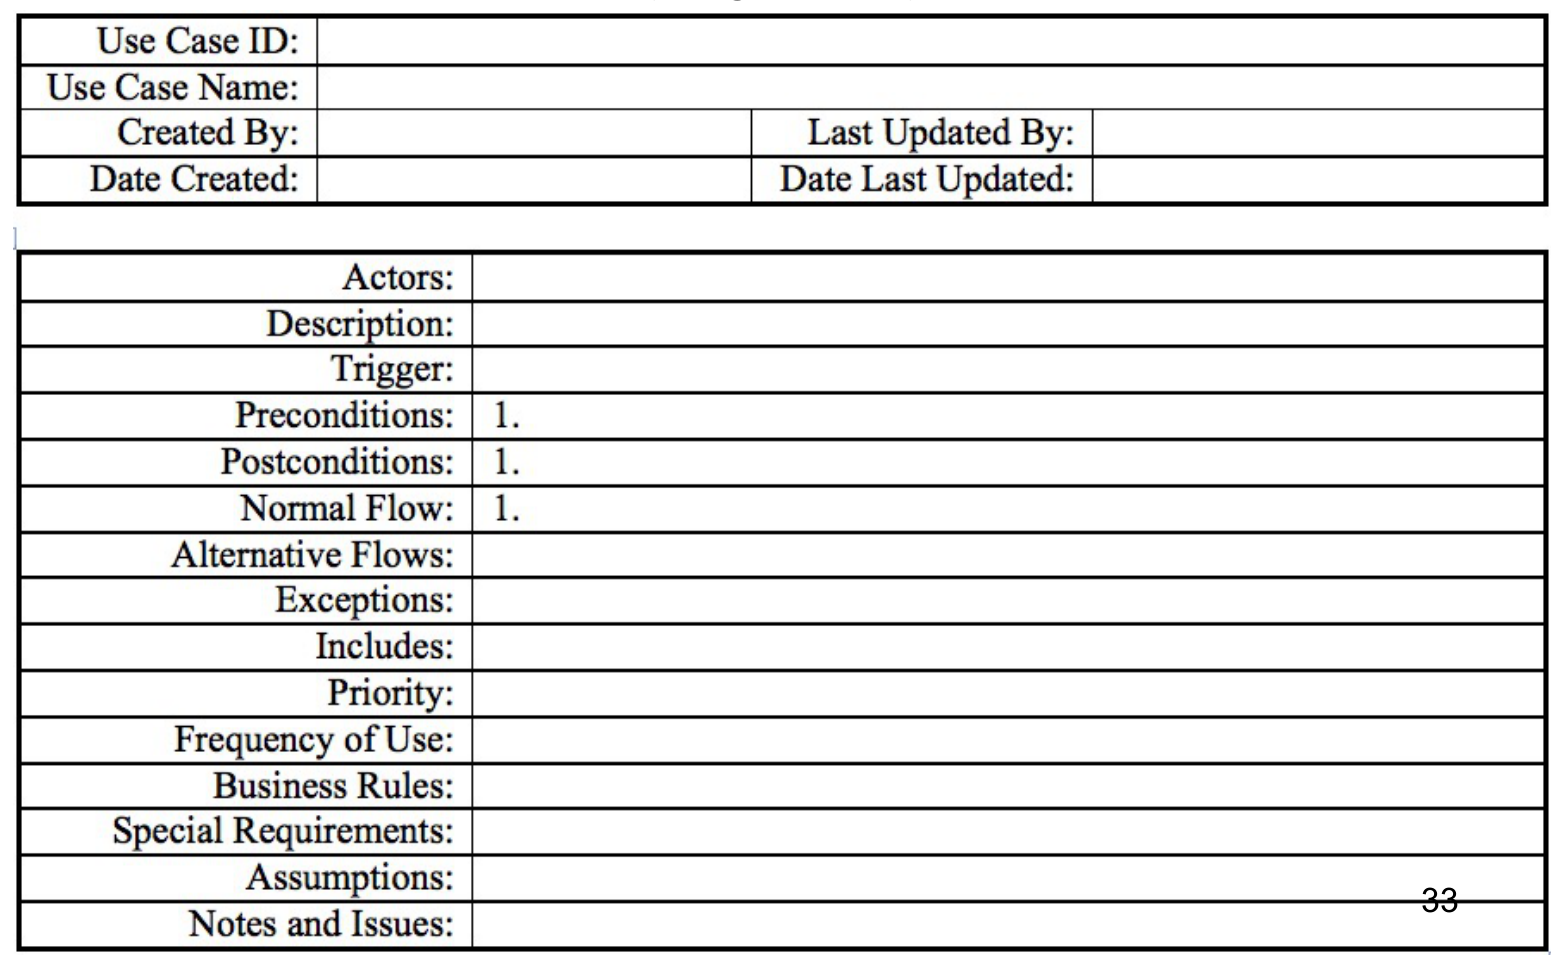 Use Case ID:
Use Case Name:
Created By: Last Updated By:
Date Created: Date Last Updated:
Actors:
Description:
Trigger:
Preconditions: 1.
Postconditions: 1.
Normal Flow: 1.
Alternative Flows:
Exceptions:
Includes:
Priority:
Frequency of Use:
Business Rules:
Special Requirements:
Assumptions:
33
Notes and Issues: